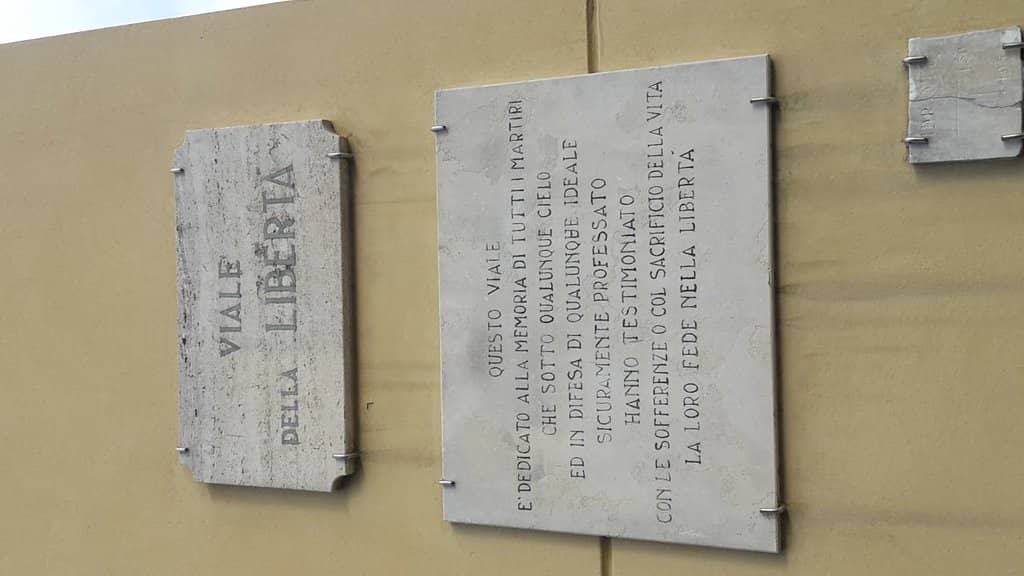 VIALE
DELLA LIBERTÀ
QUESTO VIALE
E' DEDICATO ALLA MEMORIA DI TUTTI I MARTIRI
CHE SOTTO QUALUNQUE CIELO
ED IN DIFESA DI QUALUNQUE IDEALE
SICURAMENTE PROFESSATO
HANNO TESTIMONIATO
CON LE SOFFERENZE O COL SACRIFICIO DELLA VITA
LA LORO FEDE NELLA LIBERTÀ